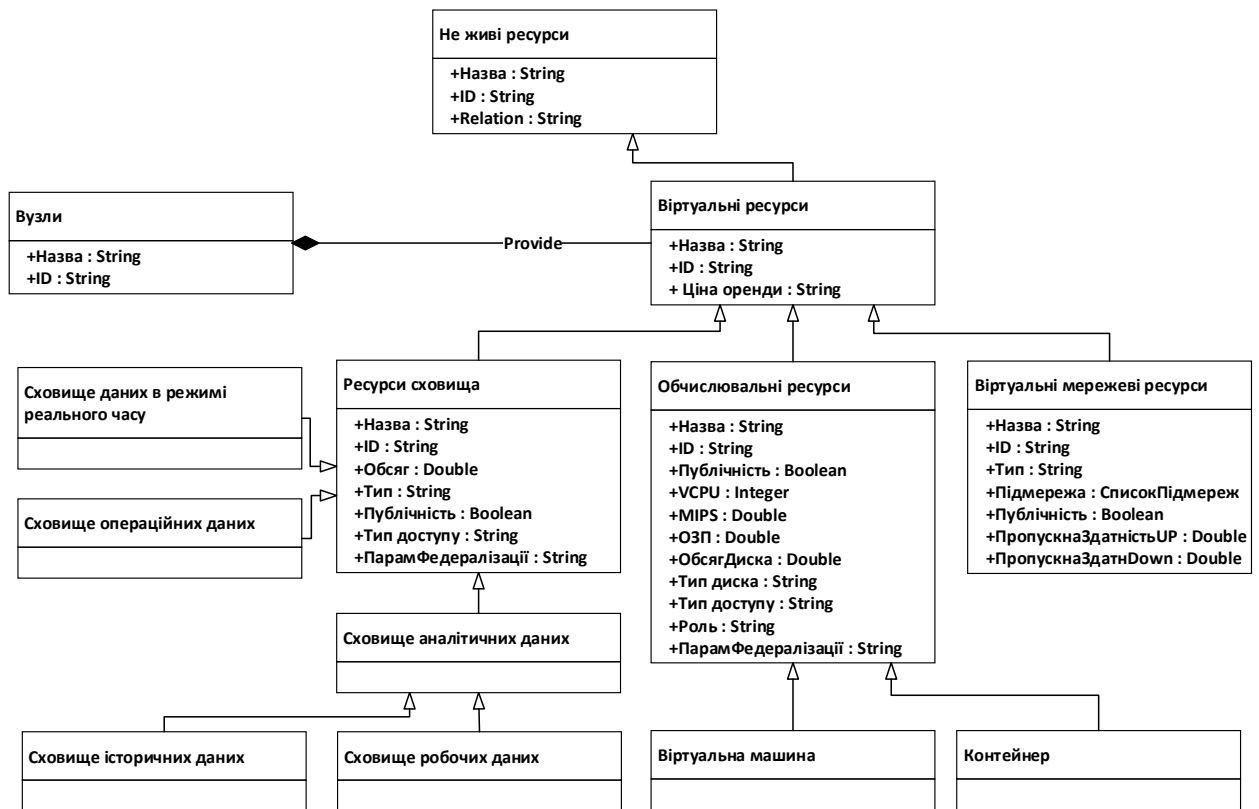 Не живі ресурси
+Назва : String
+ID : String
+Relation : String
Вузли
+Назва : String
+ID : String
Provide
Віртуальні ресурси
+Назва : String
+ID : String
+ Ціна оренди : String
Сховище даних в режимі
реального часу
Сховище операційних даних
Ресурси сховища
+Назва : String
+ID : String
+Обсяг : Double
+Тип : String
+Публічність : Boolean
+Тип доступу : String
+ПарамФедералізації : String
Обчислювальні ресурси
+Назва : String
+ID : String
+Публічність : Boolean
+VCPU : Integer
+MIPS : Double
+ОЗП : Double
+ОбсягДиска : Double
+Тип диска : String
+Тип доступу : String
+Роль : String
+ПарамФедералізації : String
Віртуальні мережеві ресурси
+Назва : String
+ID : String
+Тип : String
+Підмережа : СписокПідмереж
+Публічність : Boolean
+ПропускнаЗдатністьUP : Double
+ПропускнаЗдатнDown : Double
Сховище аналітичних даних
Сховище історичних даних
Сховище робочих даних
Віртуальна машина
Контейнер